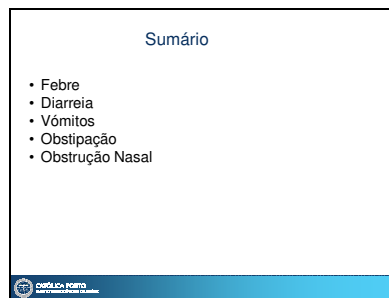 Sumário
• Febre
• Diarreia
• Vómitos
• Obstipação
• Obstrução Nasal
CATÓLICA PORTO